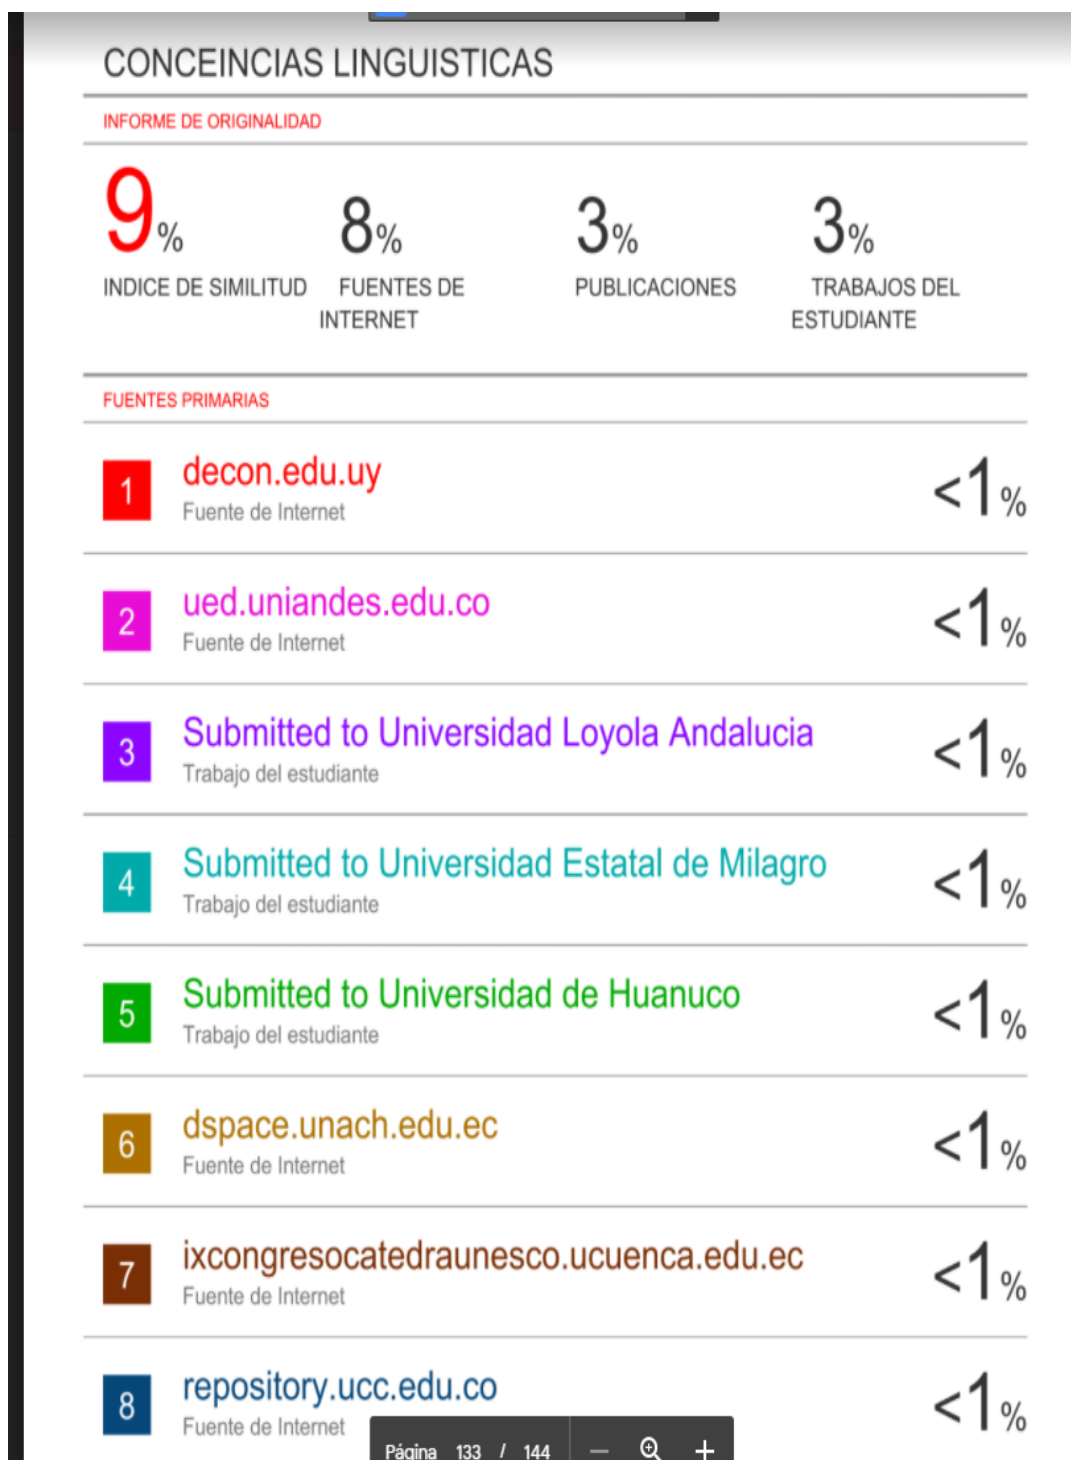 CONCEINCIAS LINGUISTICAS
INFORME DE ORIGINALIDAD
9%
8%
3%
3%
INDICE DE SIMILITUD
FUENTES DE
INTERNET
PUBLICACIONES
TRABAJOS DEL
ESTUDIANTE
FUENTES PRIMARIAS
1
decon.edu.uy
Fuente de Internet
<1%
2
ued.uniandes.edu.co
Fuente de Internet
<1%
3
Submitted to Universidad Loyola Andalucia
Trabajo del estudiante
<1%
4
Submitted to Universidad Estatal de Milagro
Trabajo del estudiante
<1%
5
Submitted to Universidad de Huanuco
Trabajo del estudiante
<1%
6
dspace.unach.edu.ec
Fuente de Internet
<1%
7
ixcongresocatedraunesco.ucuenca.edu.ec
Fuente de Internet
<1%
8
repository.ucc.edu.co
Fuente de Internet
<1%
Página 133 / 144